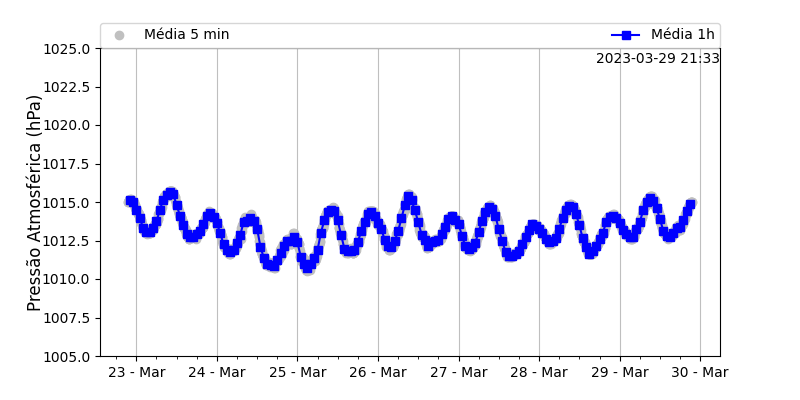 Média 5 min
Média 1h
2023-03-29 21:33
Pressão Atmosférica (hPa)
1025.0
1022.5
1020.0
1017.5
1015.0
1012.5
1010.0
1007.5
1005.0
23 - Mar
24 - Mar
25 - Mar
26 - Mar
27 - Mar
28 - Mar
29 - Mar
30 - Mar